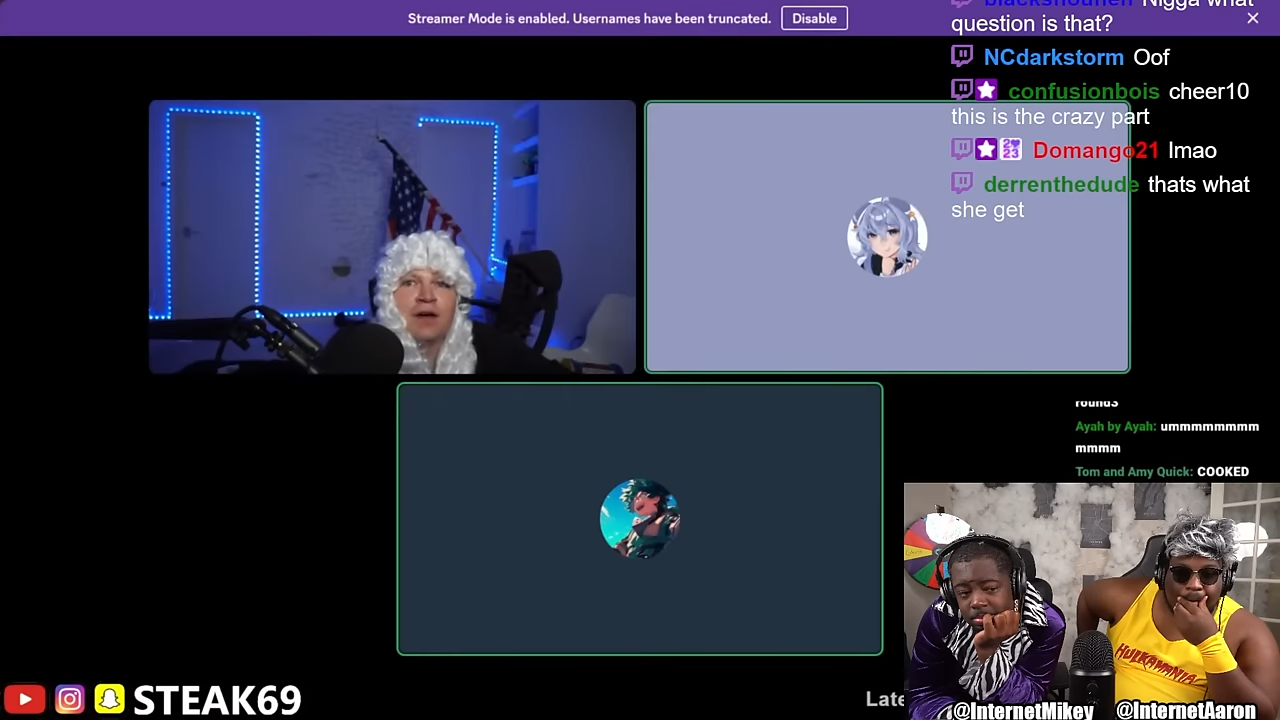 Streamer Mode is enabled. Usernames have been truncated.
Disable
Nigga what
question is that?
NCdarkstorm Oof
confusionbois cheer10
this is the crazy part
Domango21 lmao
derrenthedude thats what
she get
Ayah by Ayah: ummmmmmmmm
mmmm
Tom and Amy Quick: COOKED
HULKAMANIA
STEAK69
Late
@InternetMikey
@InternetAaron